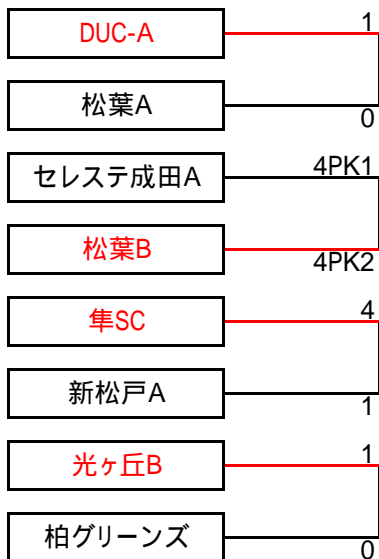 DUC-A 1
松葉A 0
セレステ成田A 4PK1
松葉B 4PK2
隼SC 4
新松戸A 1
光ヶ丘B 1
柏グリーンズ 0